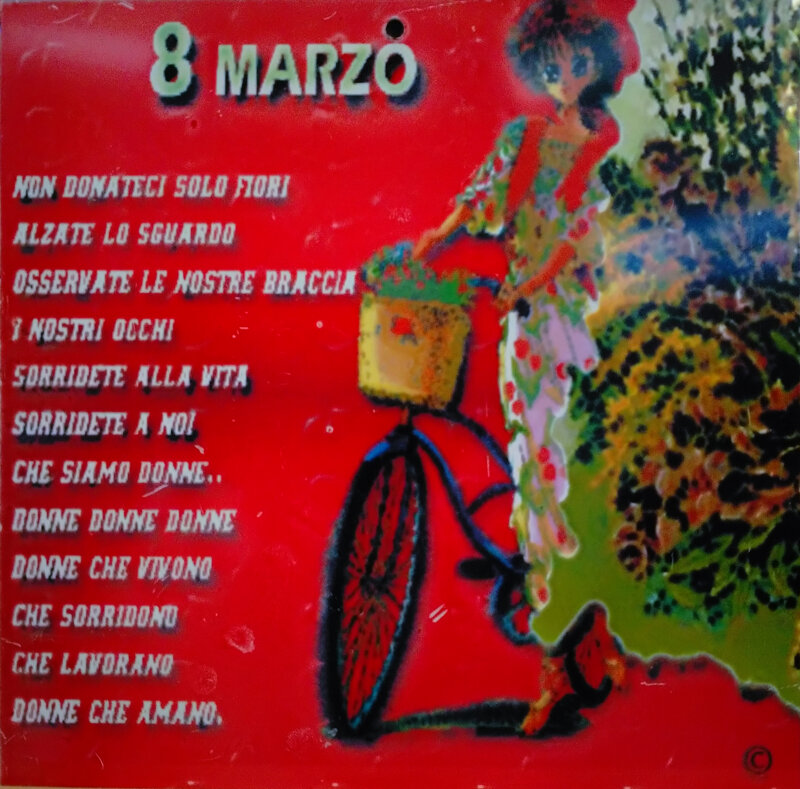 8 MARZO
NON DONATECI SOLO FIORI
ALZATE LO SGUARDO
OSSERVATE LE NOSTRE BRACCIA
I NOSTRI OCCHI
SORRIDETE ALLA VITA
SORRIDETE A NOI
CHE SIAMO DONNE..
DONNE DONNE DONNE
DONNE CHE VIVONO
CHE SORRIDONO
CHE LAVORANO
DONNE CHE AMANO.
©